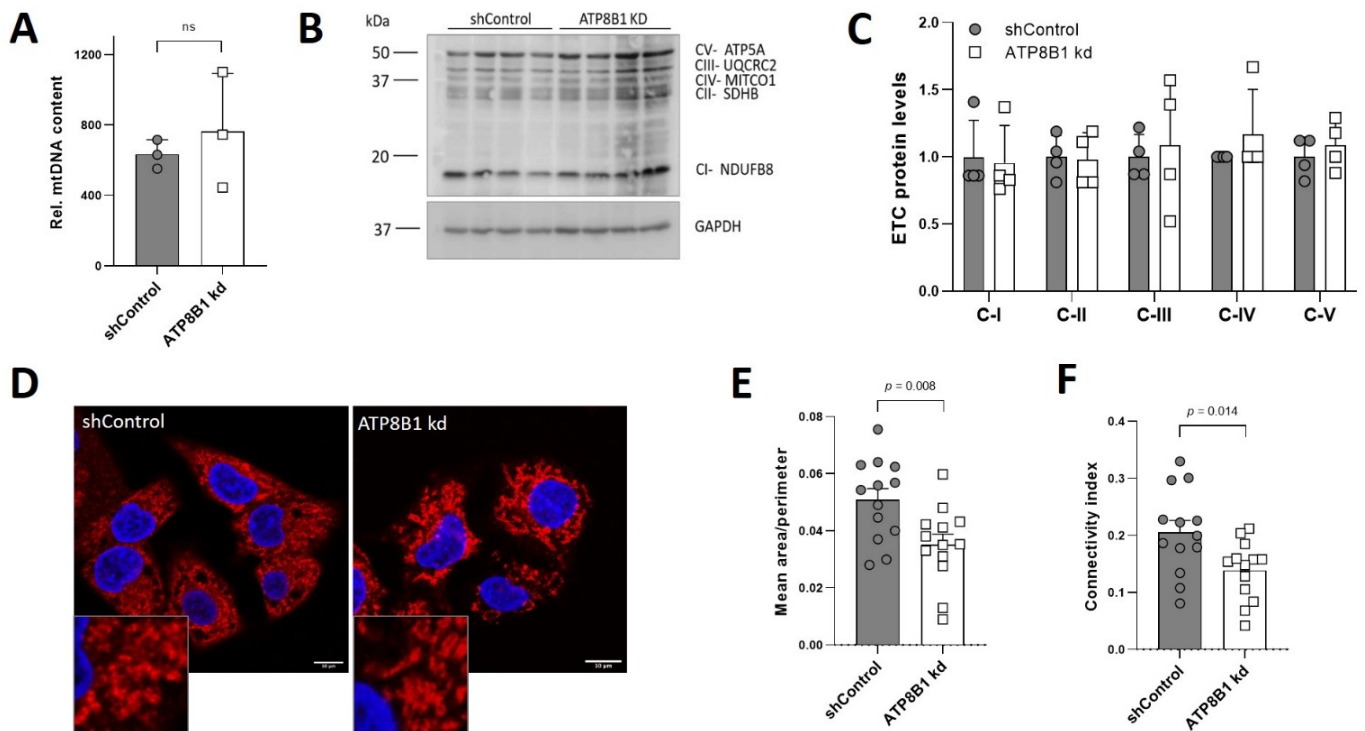 A
ns
1200
800
400
0
Rel. mtDNA content
shControl
ATP8B1 kd
B
kDa
shControl
ATP8B1 KD
50
37
20
37
CV- ATP5A
CIII- UQCRC2
CIV- MITCO1
CII- SDHB
CI- NDUFB8
GAPDH
C
shControl
ATP8B1 kd
2.0
1.5
1.0
0.5
0.0
ETC protein levels
C-I
C-II
C-III
C-IV
C-V
D
shControl
ATP8B1 kd
10 μm
E
p = 0.008
0.08
0.06
0.04
0.02
0.00
Mean area/perimeter
shControl
ATP8B1 kd
F
p = 0.014
0.4
0.3
0.2
0.1
0.0
Connectivity index
shControl
ATP8B1 kd